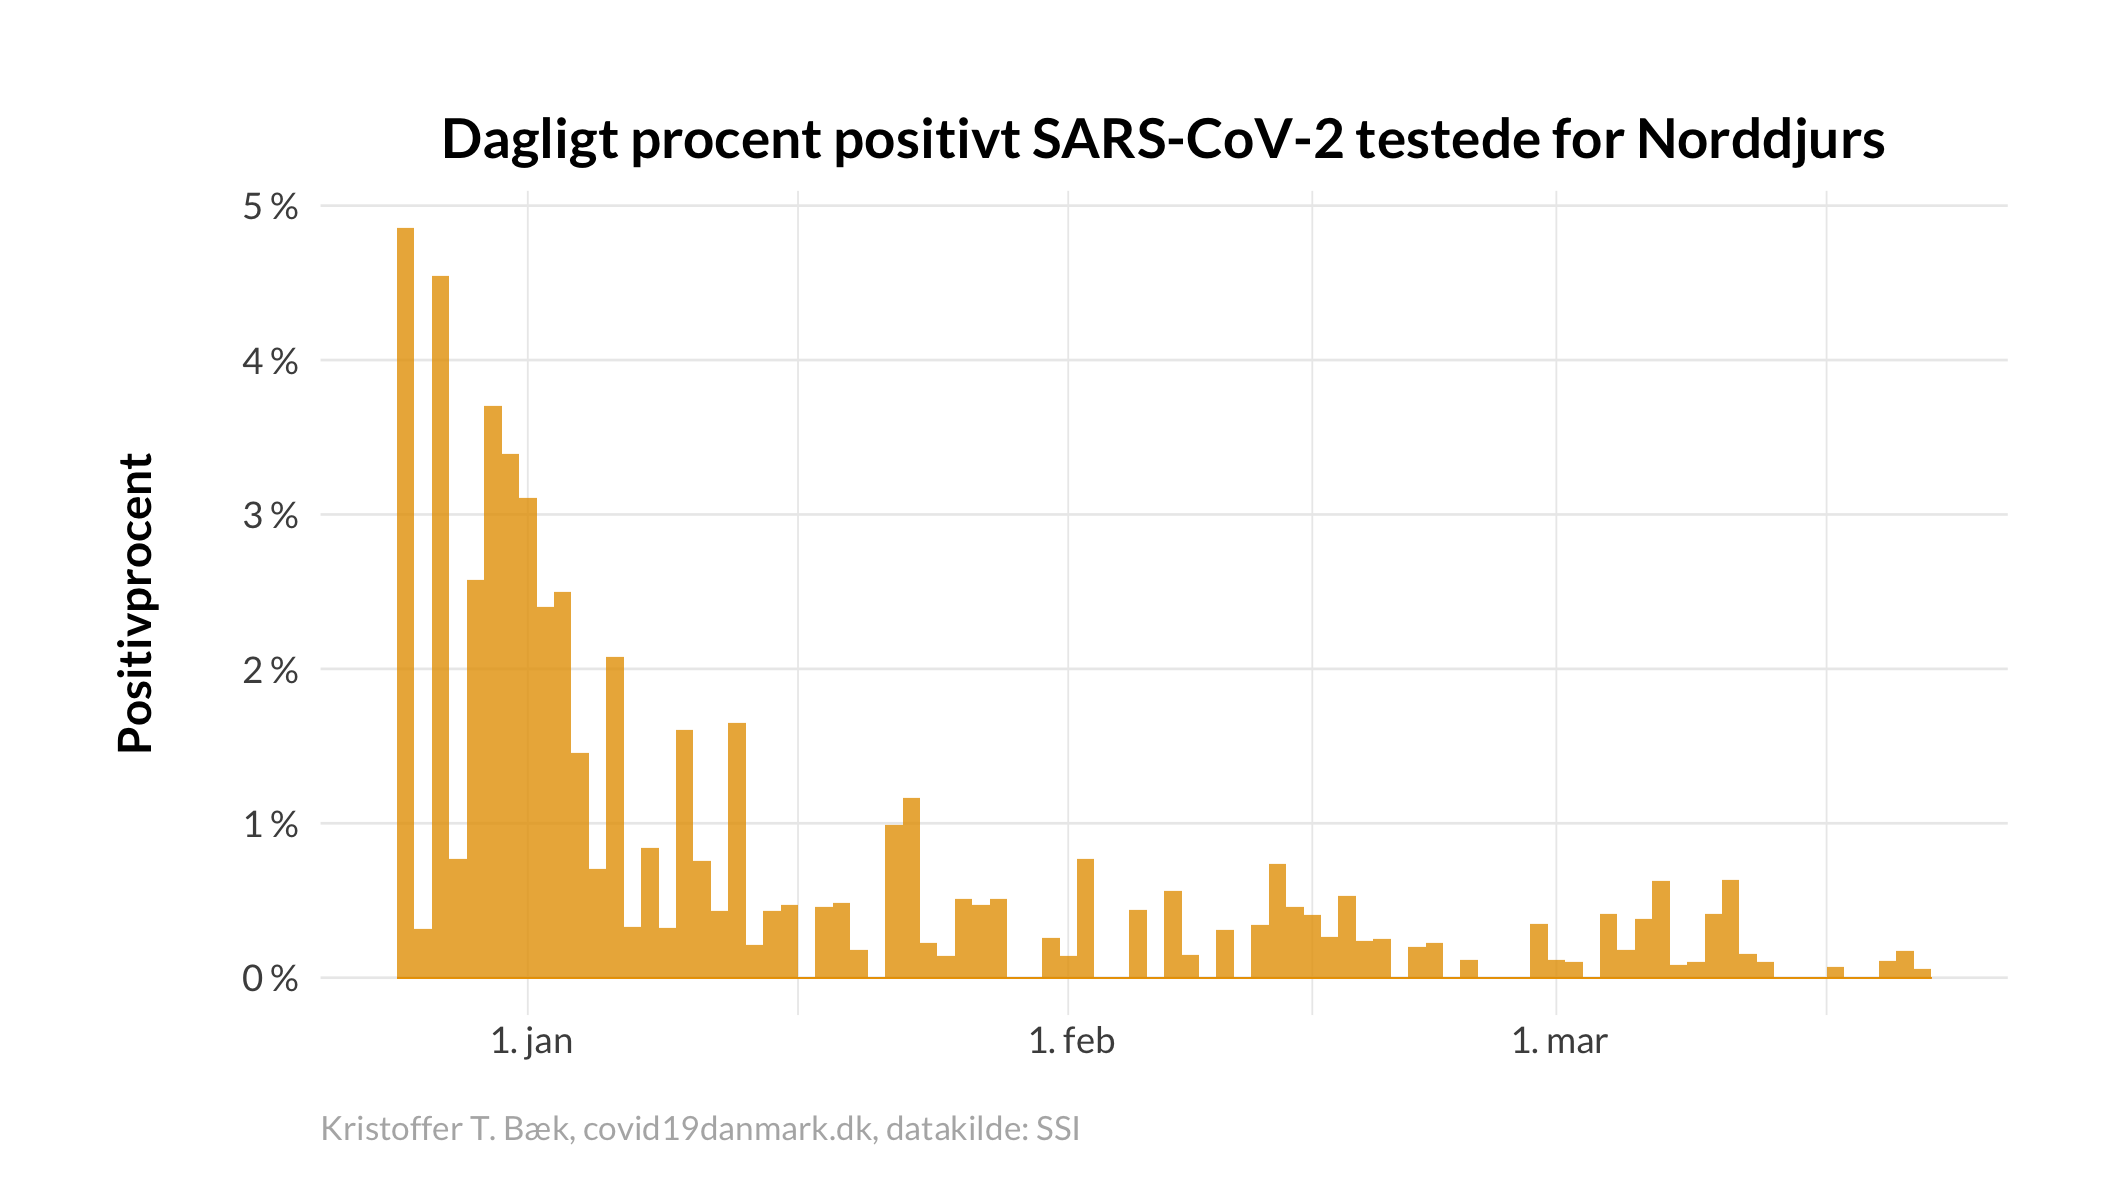 Dagligt procent positivt SARS-CoV-2 testede for Norddjurs
Positivprocent
5 %
4 %
3 %
2 %
1 %
0 %
1. jan
1. feb
1. mar
Kristoffer T. Bæk, covid19danmark.dk, datakilde: SSI